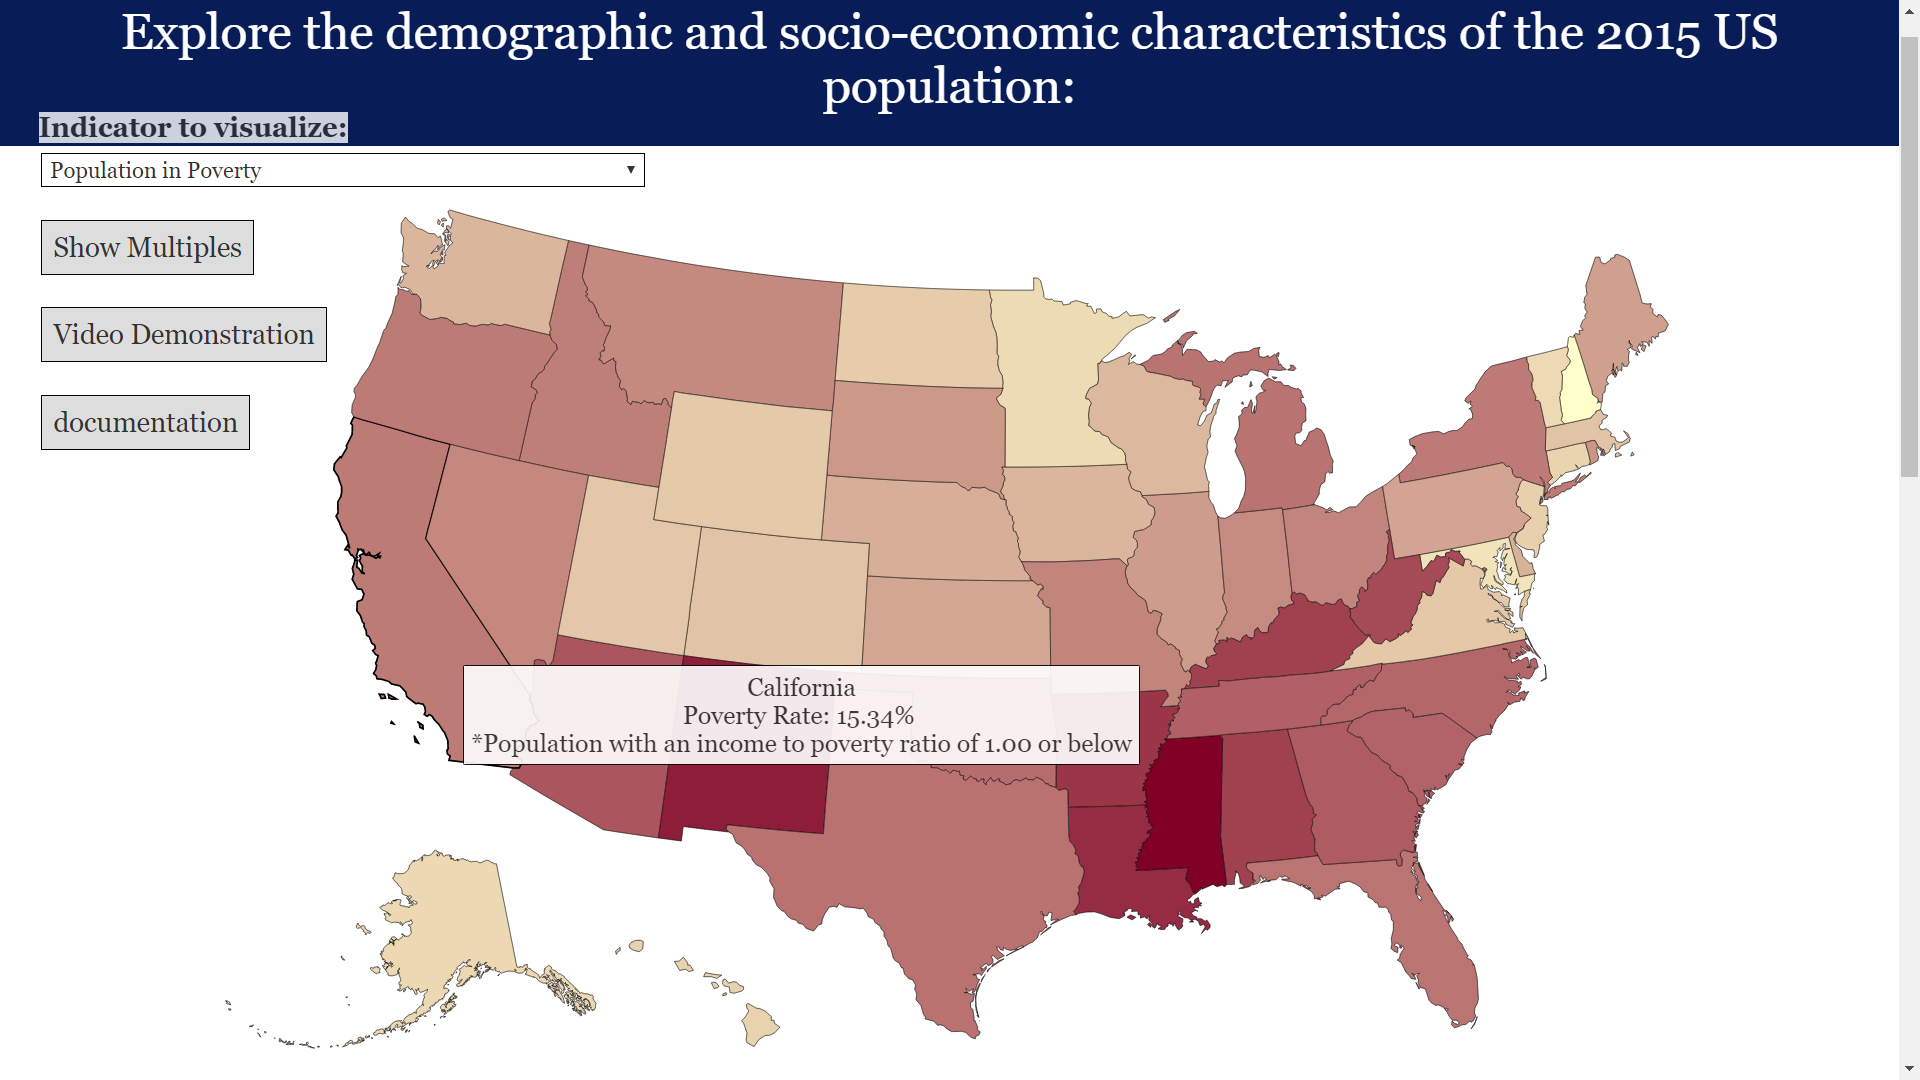 Explore the demographic and socio-economic characteristics of the 2015 US
population:
Indicator to visualize:
Population in Poverty
Show Multiples
Video Demonstration
documentation
California
Poverty Rate: 15.34%
*Population with an income to poverty ratio of 1.00 or below